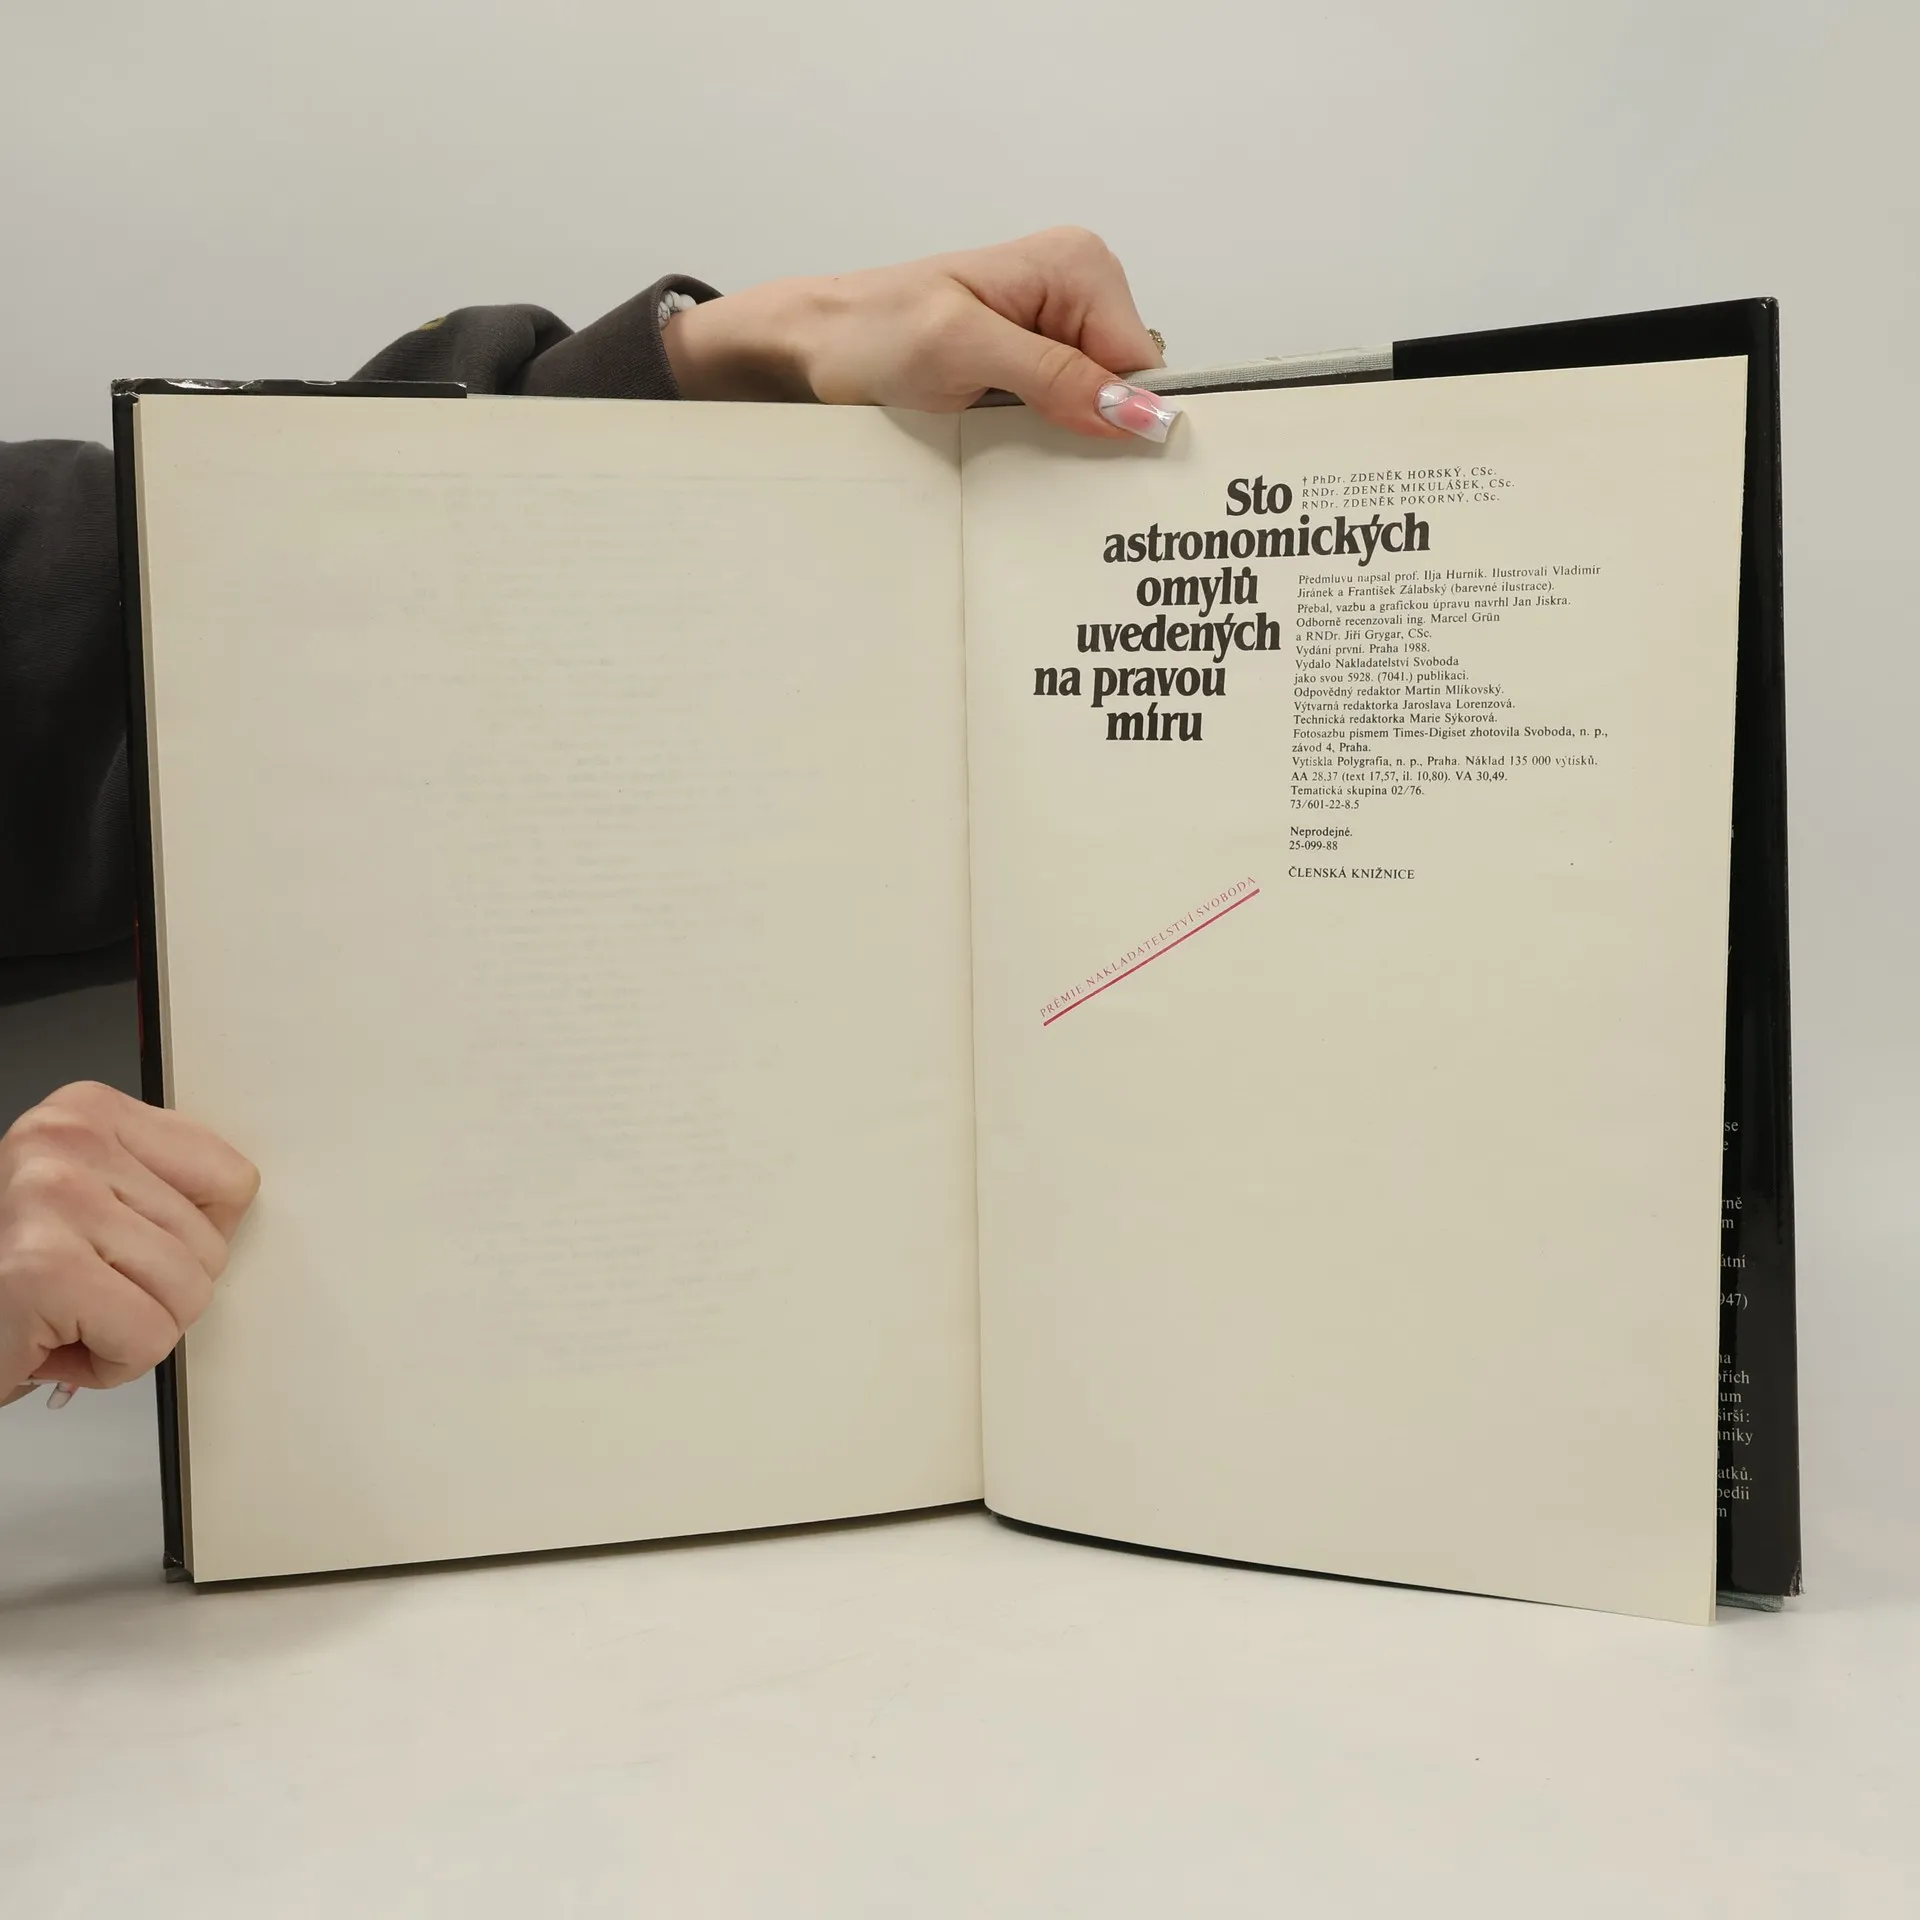 Sto
astronomických
omylů
uvedených
na pravou
míru
† PhDr. ZDENĚK HORSKÝ, CSc.
RNDr. ZDENĚK MIKULÁŠEK, CSc.
RNDr. ZDENĚK POKORNÝ, CSc.
Předmluvu napsal prof. Ilja Hurník. Ilustrovali Vladimír
Jiránek a František Zálabský (barevné ilustrace).
Přebal, vazbu a grafickou úpravu navrhl Jan Jiskra.
Odborně recenzovali ing. Marcel Grün
a RNDr. Jiří Grygar, CSc.
Vydání první. Praha 1988.
Vydalo Nakladatelství Svoboda
jako svou 5928. (7041.) publikaci.
Odpovědný redaktor Martin Mlíkovský.
Výtvarná redaktorka Jaroslava Lorenzová.
Technická redaktorka Marie Sýkorová.
Fotosazbu písmem Times-Digiset zhotovila Svoboda, n. p.,
závod 4, Praha.
Vytiskla Polygrafia, n. p., Praha. Náklad 135 000 výtisků.
AA 28,37 (text 17,57, il. 10,80). VA 30,49.
Tematická skupina 02/76.
73/601-22-8.5
Neprodejné.
25-099-88
ČLENSKÁ KNIŽNICE
PRÉMIE NAKLADATELSTVÍ SVOBODA